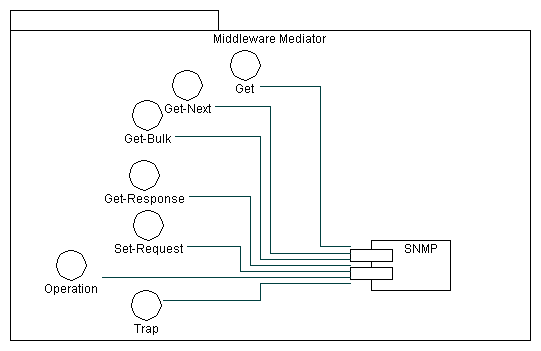 Middleware Mediator
Get
Get-Next
Get-Bulk
Get-Response
Set-Request
SNMP
Operation
Trap